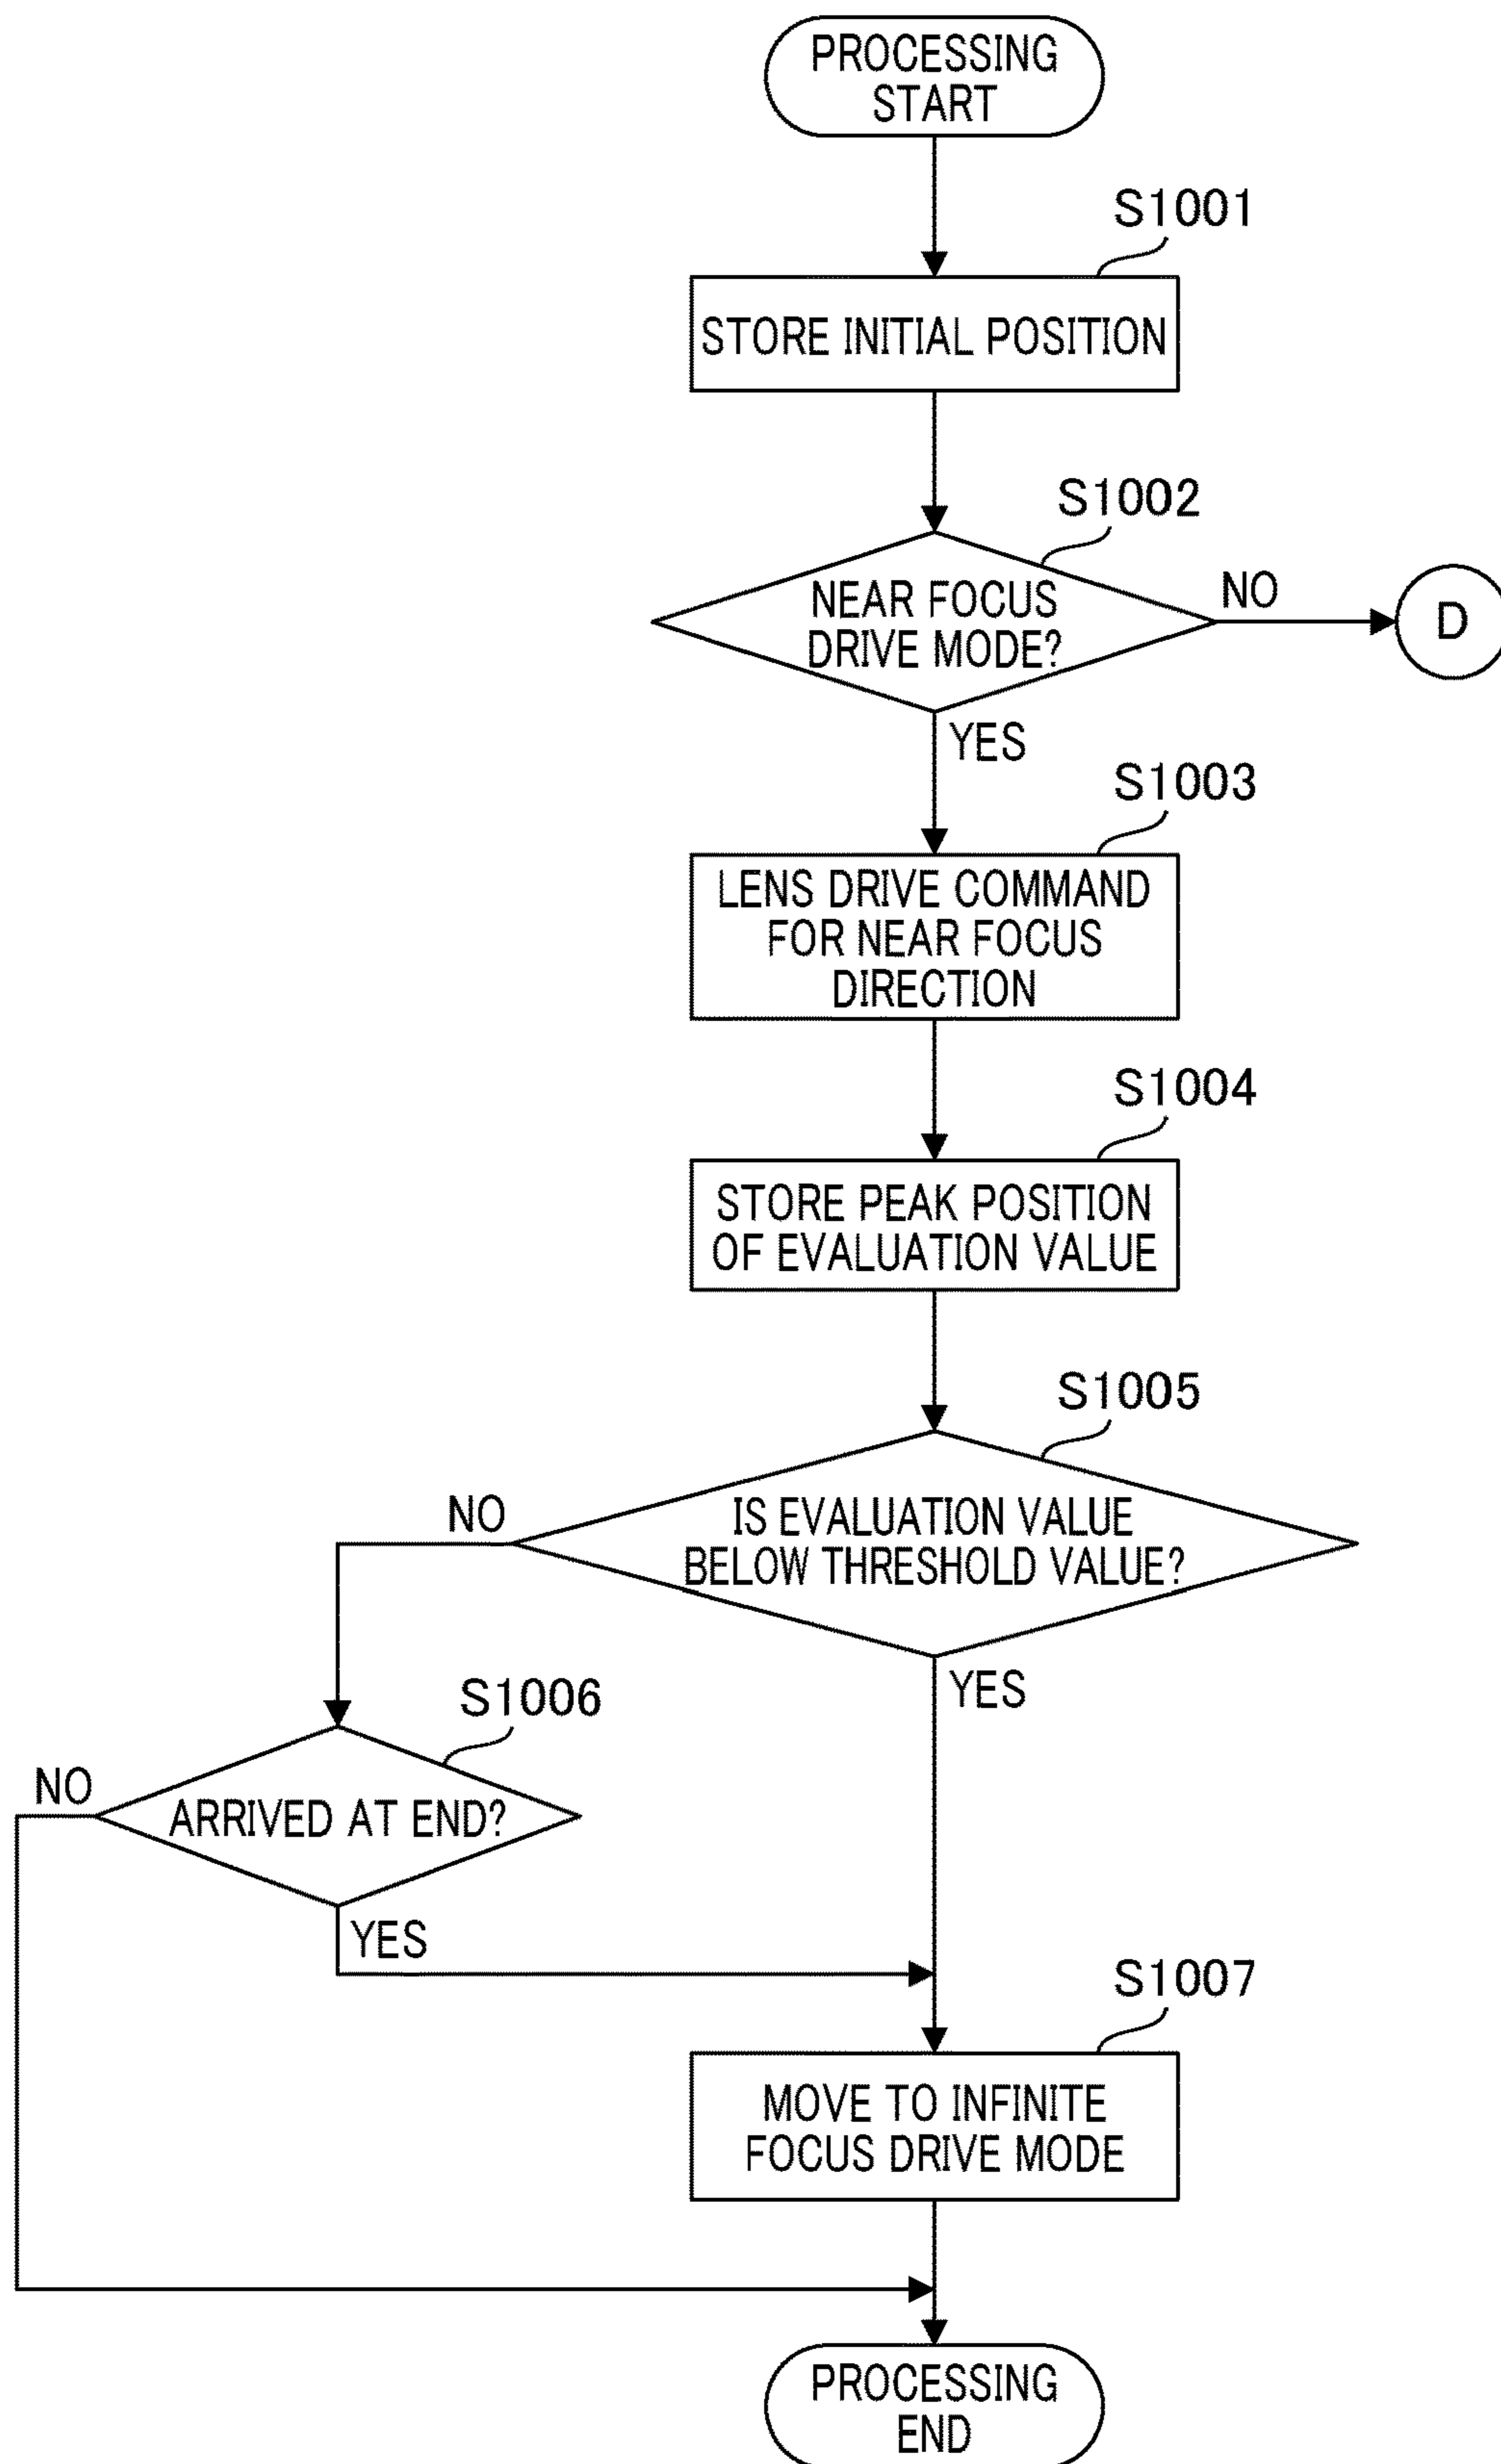 PROCESSING
START
S1001
STORE INITIAL POSITION
S1002
NEAR FOCUS
DRIVE MODE?
NO
D
YES
S1003
LENS DRIVE COMMAND
FOR NEAR FOCUS
DIRECTION
S1004
STORE PEAK POSITION
OF EVALUATION VALUE
S1005
NO
IS EVALUATION VALUE
BELOW THRESHOLD VALUE?
YES
S1006
NO
ARRIVED AT END?
YES
S1007
MOVE TO INFINITE
FOCUS DRIVE MODE
PROCESSING
END